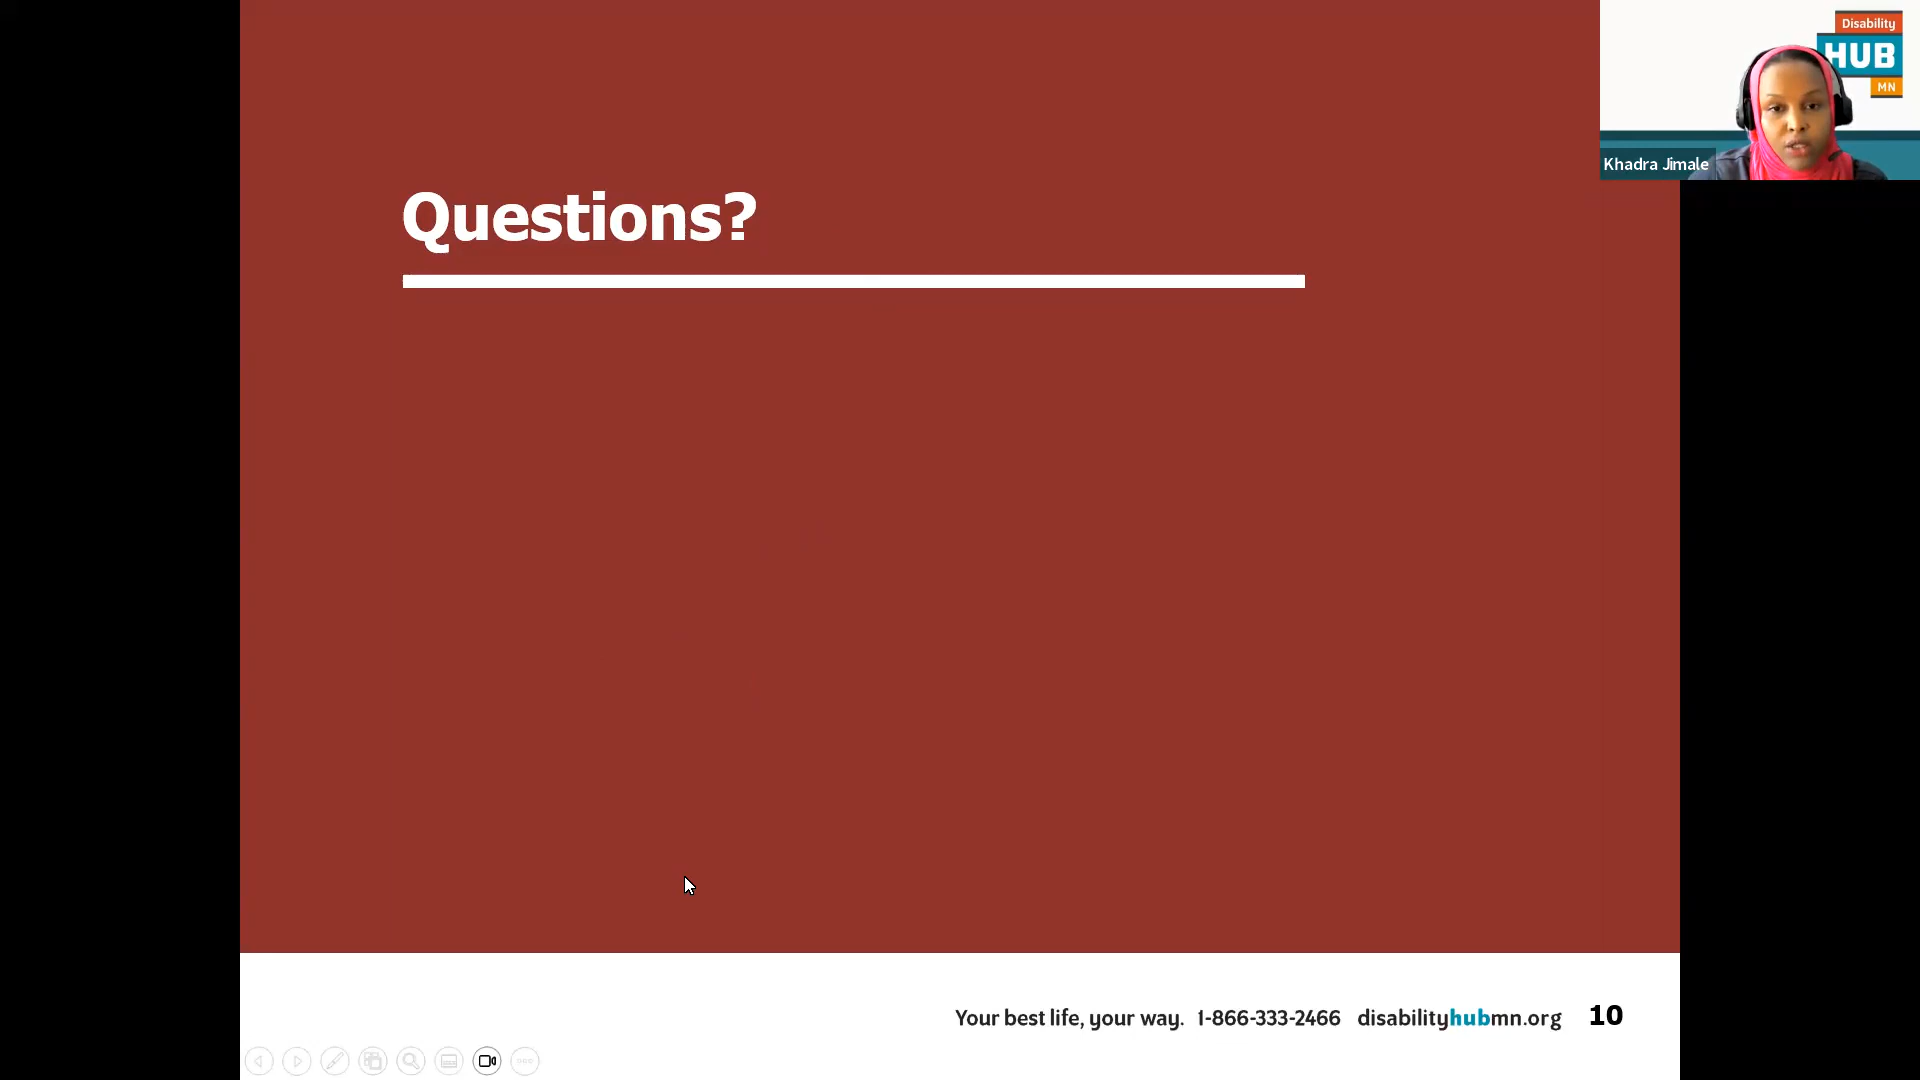 Disability
HUB
MN
Khadra Jimale
Questions?
Your best life, your way. 1-866-333-2466 disabilityhubmn.org 10